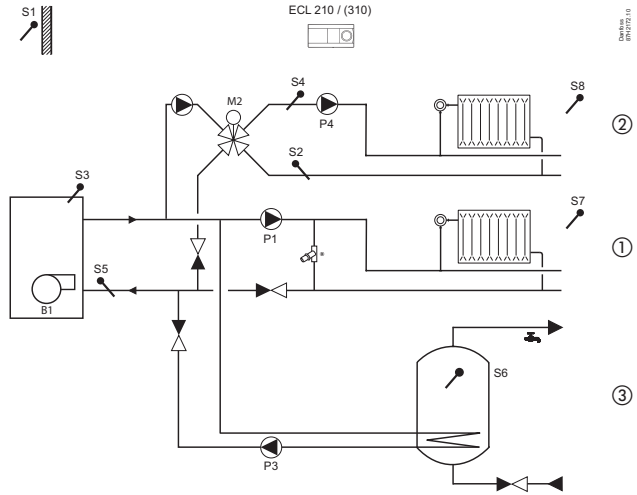 S1
ECL 210 / (310)
Danfoss
87H2172.10
S4
S8
M2
P4
②
S2
S3
S7
P1
①
*
S5
B1
S6
③
P3